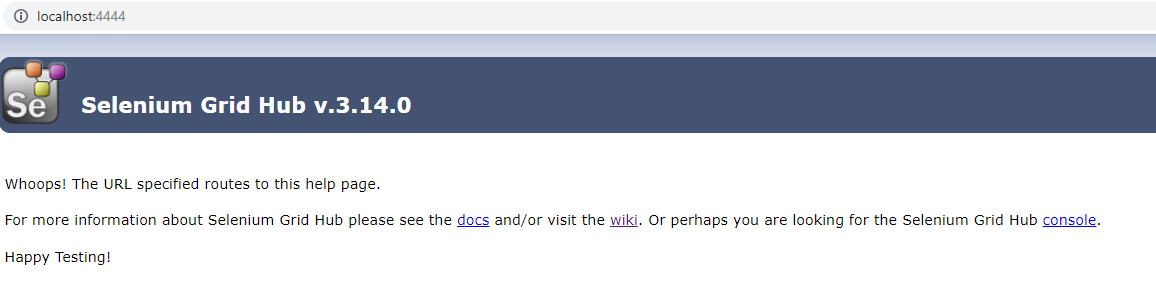 localhost:4444
Se
Selenium Grid Hub v.3.14.0
Whoops! The URL specified routes to this help page.
For more information about Selenium Grid Hub please see the docs and/or visit the wiki. Or perhaps you are looking for the Selenium Grid Hub console.
Happy Testing!